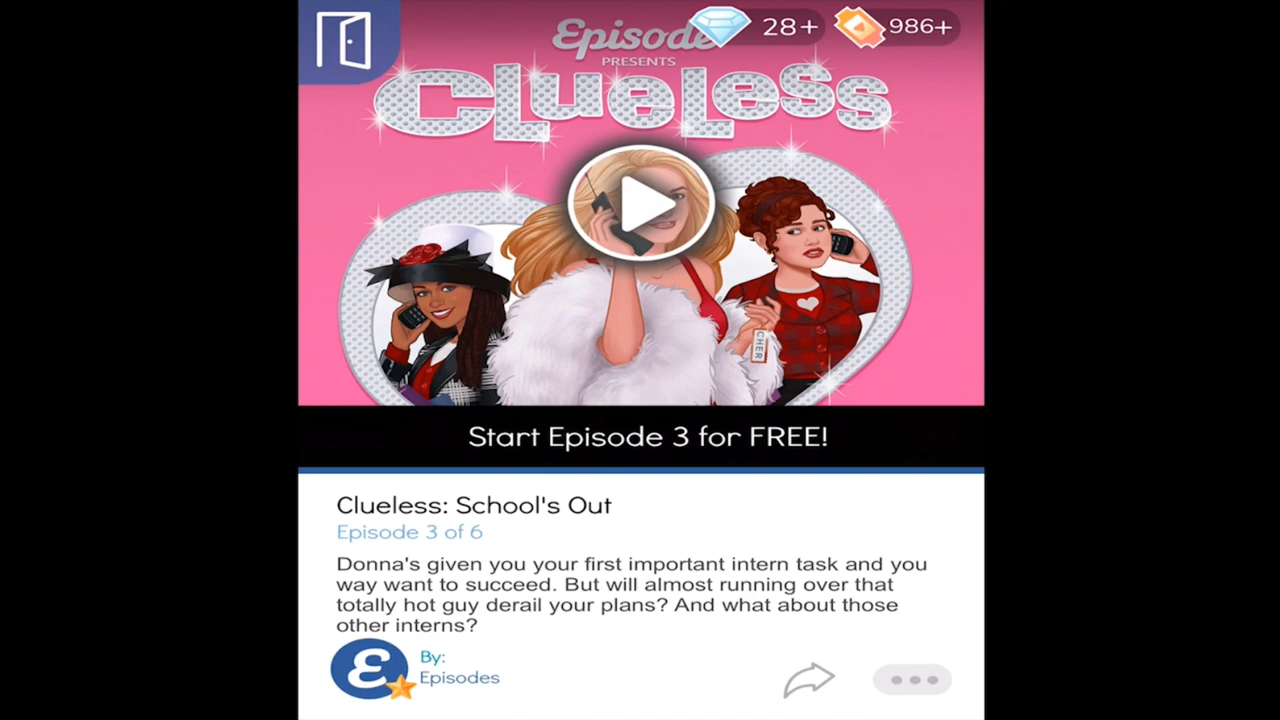 Episode
28+
986+
PRESENTS
CLUELESS
CHER
Start Episode 3 for FREE!
Clueless: School's Out
Episode 3 of 6
Donna's given you your first important intern task and you
way want to succeed. But will almost running over that
totally hot guy derail your plans? And what about those
other interns?
By:
Episodes